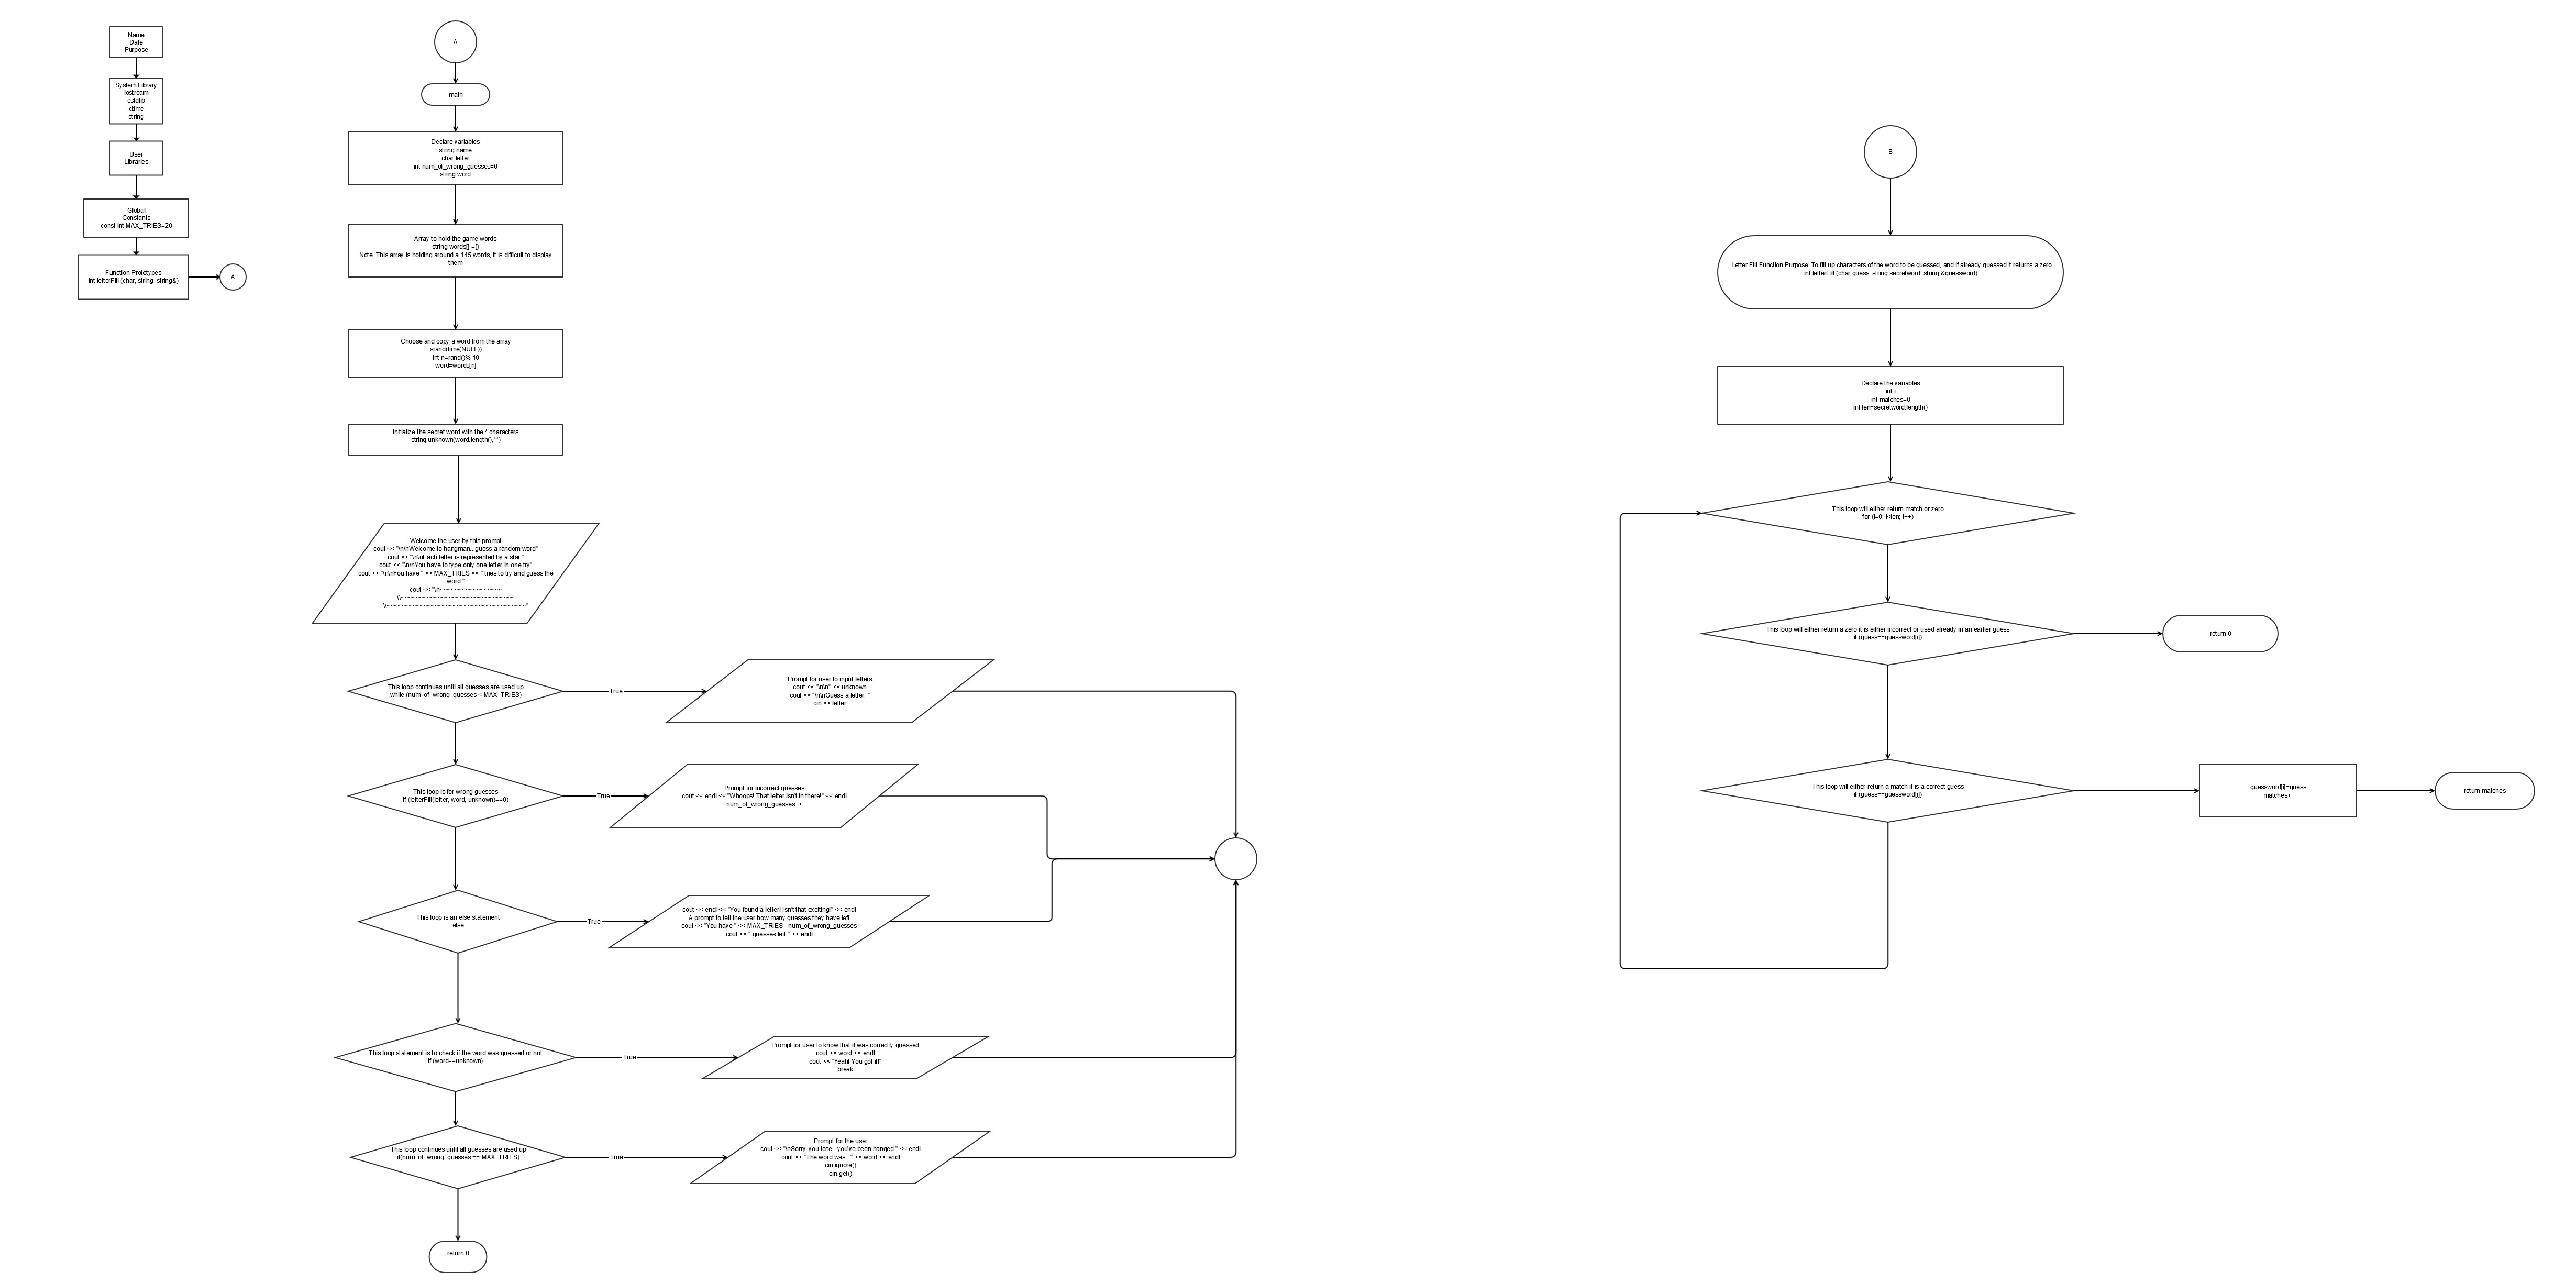 Name
Date
Purpose
System Library
iostream
cstdlib
ctime
string
User
Libraries
Global
Constants
const int MAX_TRIES=20
Function Prototypes
int letterFill (char, string, string&)
A
A
main
Declare variables
string name
char letter
int num_of_wrong_guesses=0
string word
Array to hold the game words
string words[] ={}
Note: This array is holding around a 145 words, it is difficult to display
them
Choose and copy a word from the array
srand(time(NULL))
int n=rand()% 10
word=words[n]
Initialize the secret word with the * characters
string unknown(word.length(),'*')
Welcome the user by this prompt
cout << "\n\nWelcome to hangman...guess a random word"
cout << "\n\nEach letter is represented by a star."
cout << "\n\nYou have to type only one letter in one try"
cout << "\n\nYou have " << MAX_TRIES << " tries to try and guess the
word."
cout << "\n~~~~~~~~~~~~~~~~~
\\~~~~~~~~~~~~~~~~~~~~~~~~~~~~~~~
\\~~~~~~~~~~~~~~~~~~~~~~~~~~~~~~~~~~~~~~"
This loop continues until all guesses are used up
while (num_of_wrong_guesses < MAX_TRIES)
True
Prompt for user to input letters
cout << "\n\n" << unknown
cout << "\n\nGuess a letter: "
cin >> letter
This loop is for wrong guesses
if (letterFill(letter, word, unknown)==0)
True
Prompt for incorrect guesses
cout << endl << "Whoops! That letter isn't in there!" << endl
num_of_wrong_guesses++
This loop is an else statement
else
True
cout << endl << "You found a letter! Isn't that exciting!" << endl
A prompt to tell the user how many guesses they have left
cout << "You have " << MAX_TRIES - num_of_wrong_guesses
cout << " guesses left." << endl
This loop statement is to check if the word was guessed or not
if (word==unknown)
True
Prompt for user to know that it was correctly guessed
cout << word << endl
cout << "Yeah! You got it!"
break
This loop continues until all guesses are used up
if(num_of_wrong_guesses == MAX_TRIES)
True
Prompt for the user
cout << "\nSorry, you lose...you've been hanged." << endl
cout << "The word was : " << word << endl
cin.ignore()
cin.get()
return 0
B
Letter Fill Function Purpose: To fill up characters of the word to be guessed, and if already guessed it returns a zero.
int letterFill (char guess, string secretword, string &guessword)
Declare the variables
int i
int matches=0
int len=secretword.length()
This loop will either return match or zero
for (i=0; i<len; i++)
This loop will either return a zero it is either incorrect or used already in an earlier guess
if (guess==guessword[i])
return 0
This loop will either return a match it is a correct guess
if (guess==guessword[i])
guessword[i]=guess
matches++
return matches